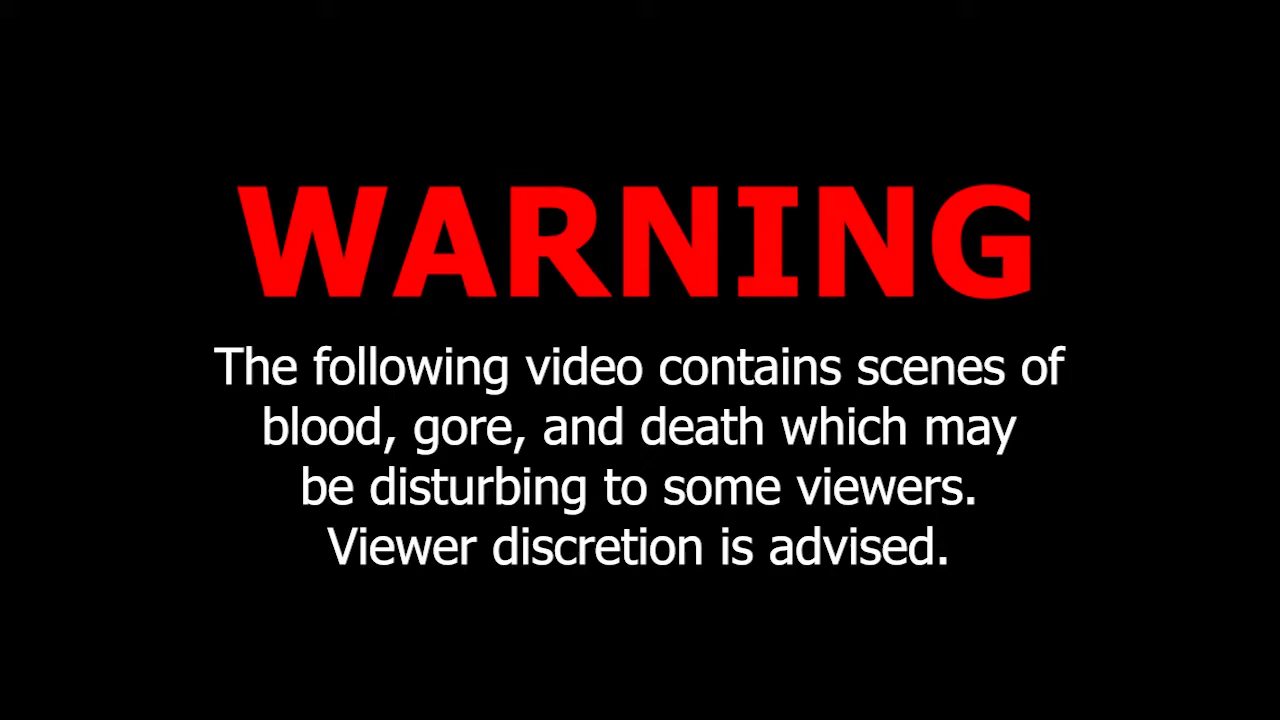 WARNING
The following video contains scenes of
blood, gore, and death which may
be disturbing to some viewers.
Viewer discretion is advised.